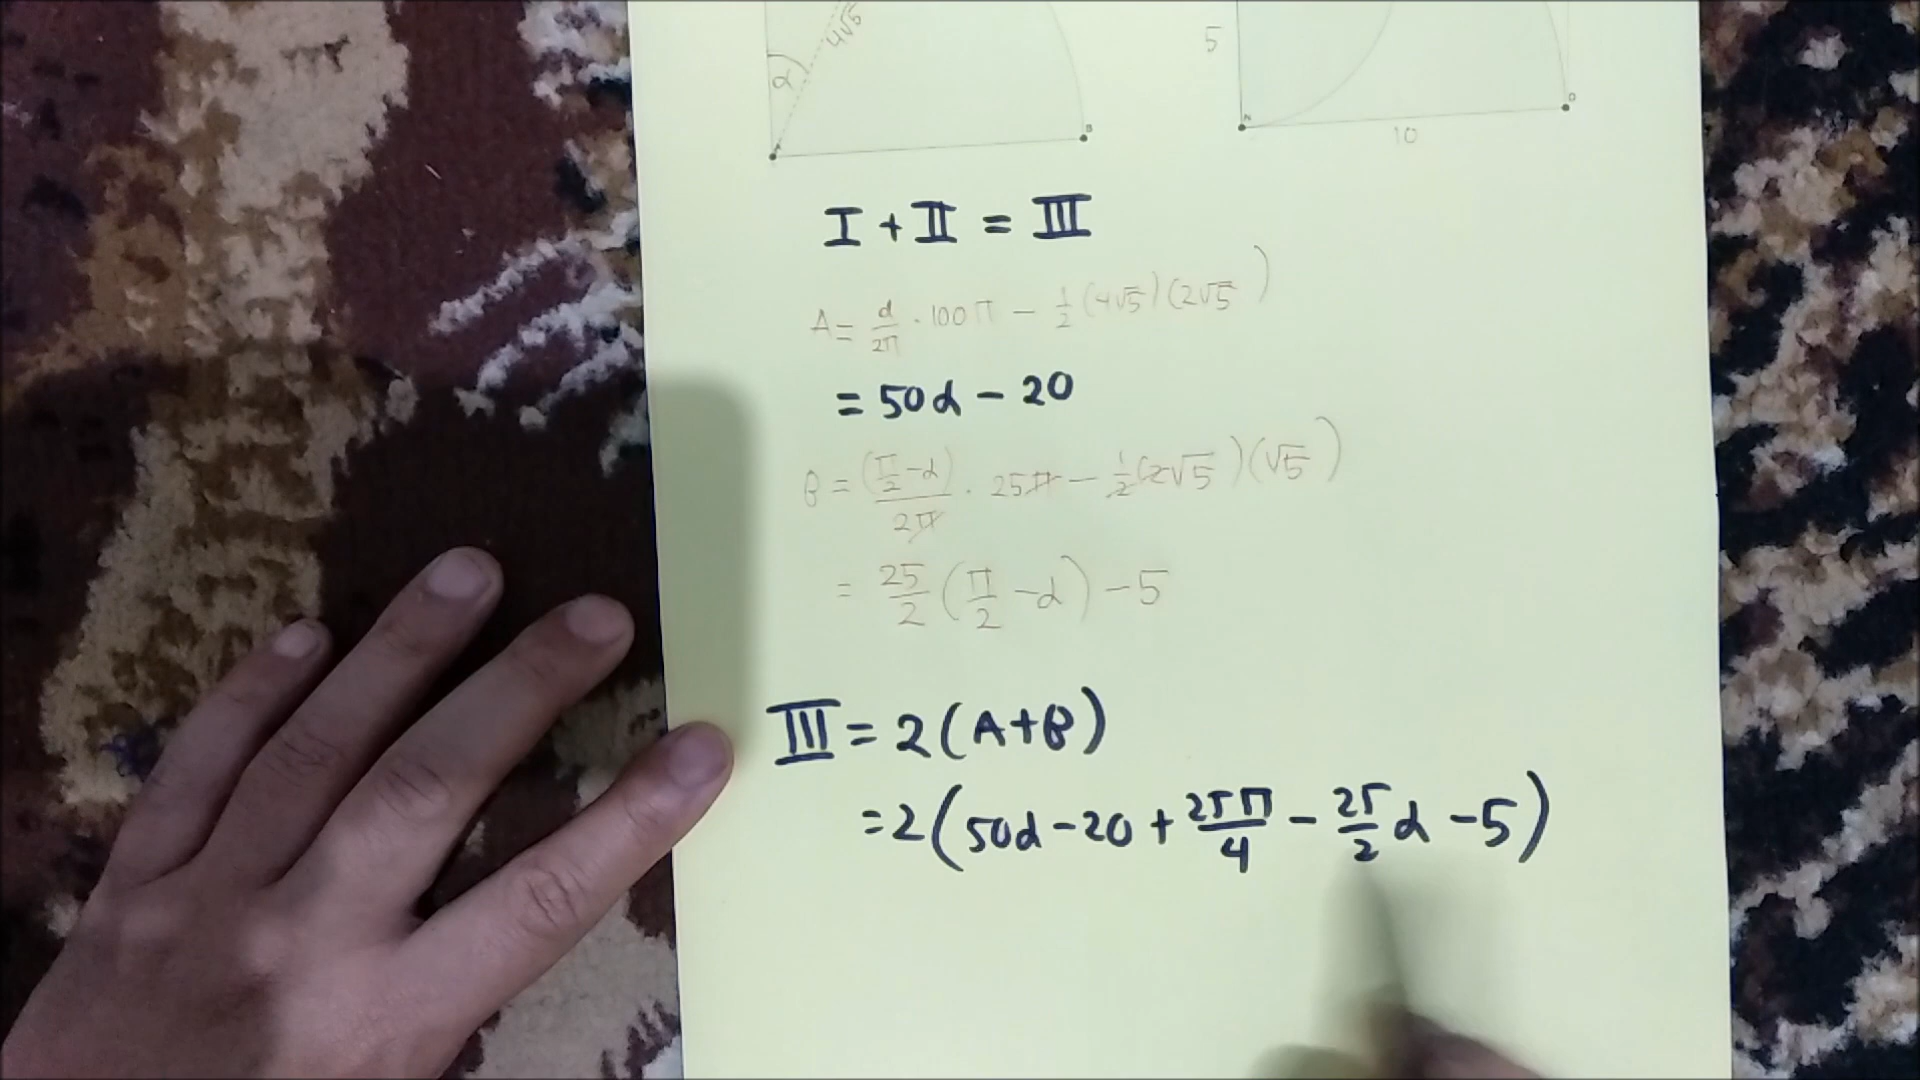 4√5
5
α
A
B
N
O
10
I + II = III
A = α/2π · 100π − 1/2 (4√5)(2√5)
= 50α − 20
B = (π/2 − α)/2π · 25π − 1/2 (2√5)(√5)
= 25/2 (π/2 − α) − 5
III = 2(A+B)
= 2(50α − 20 + 25π/4 − 25/2 α − 5)